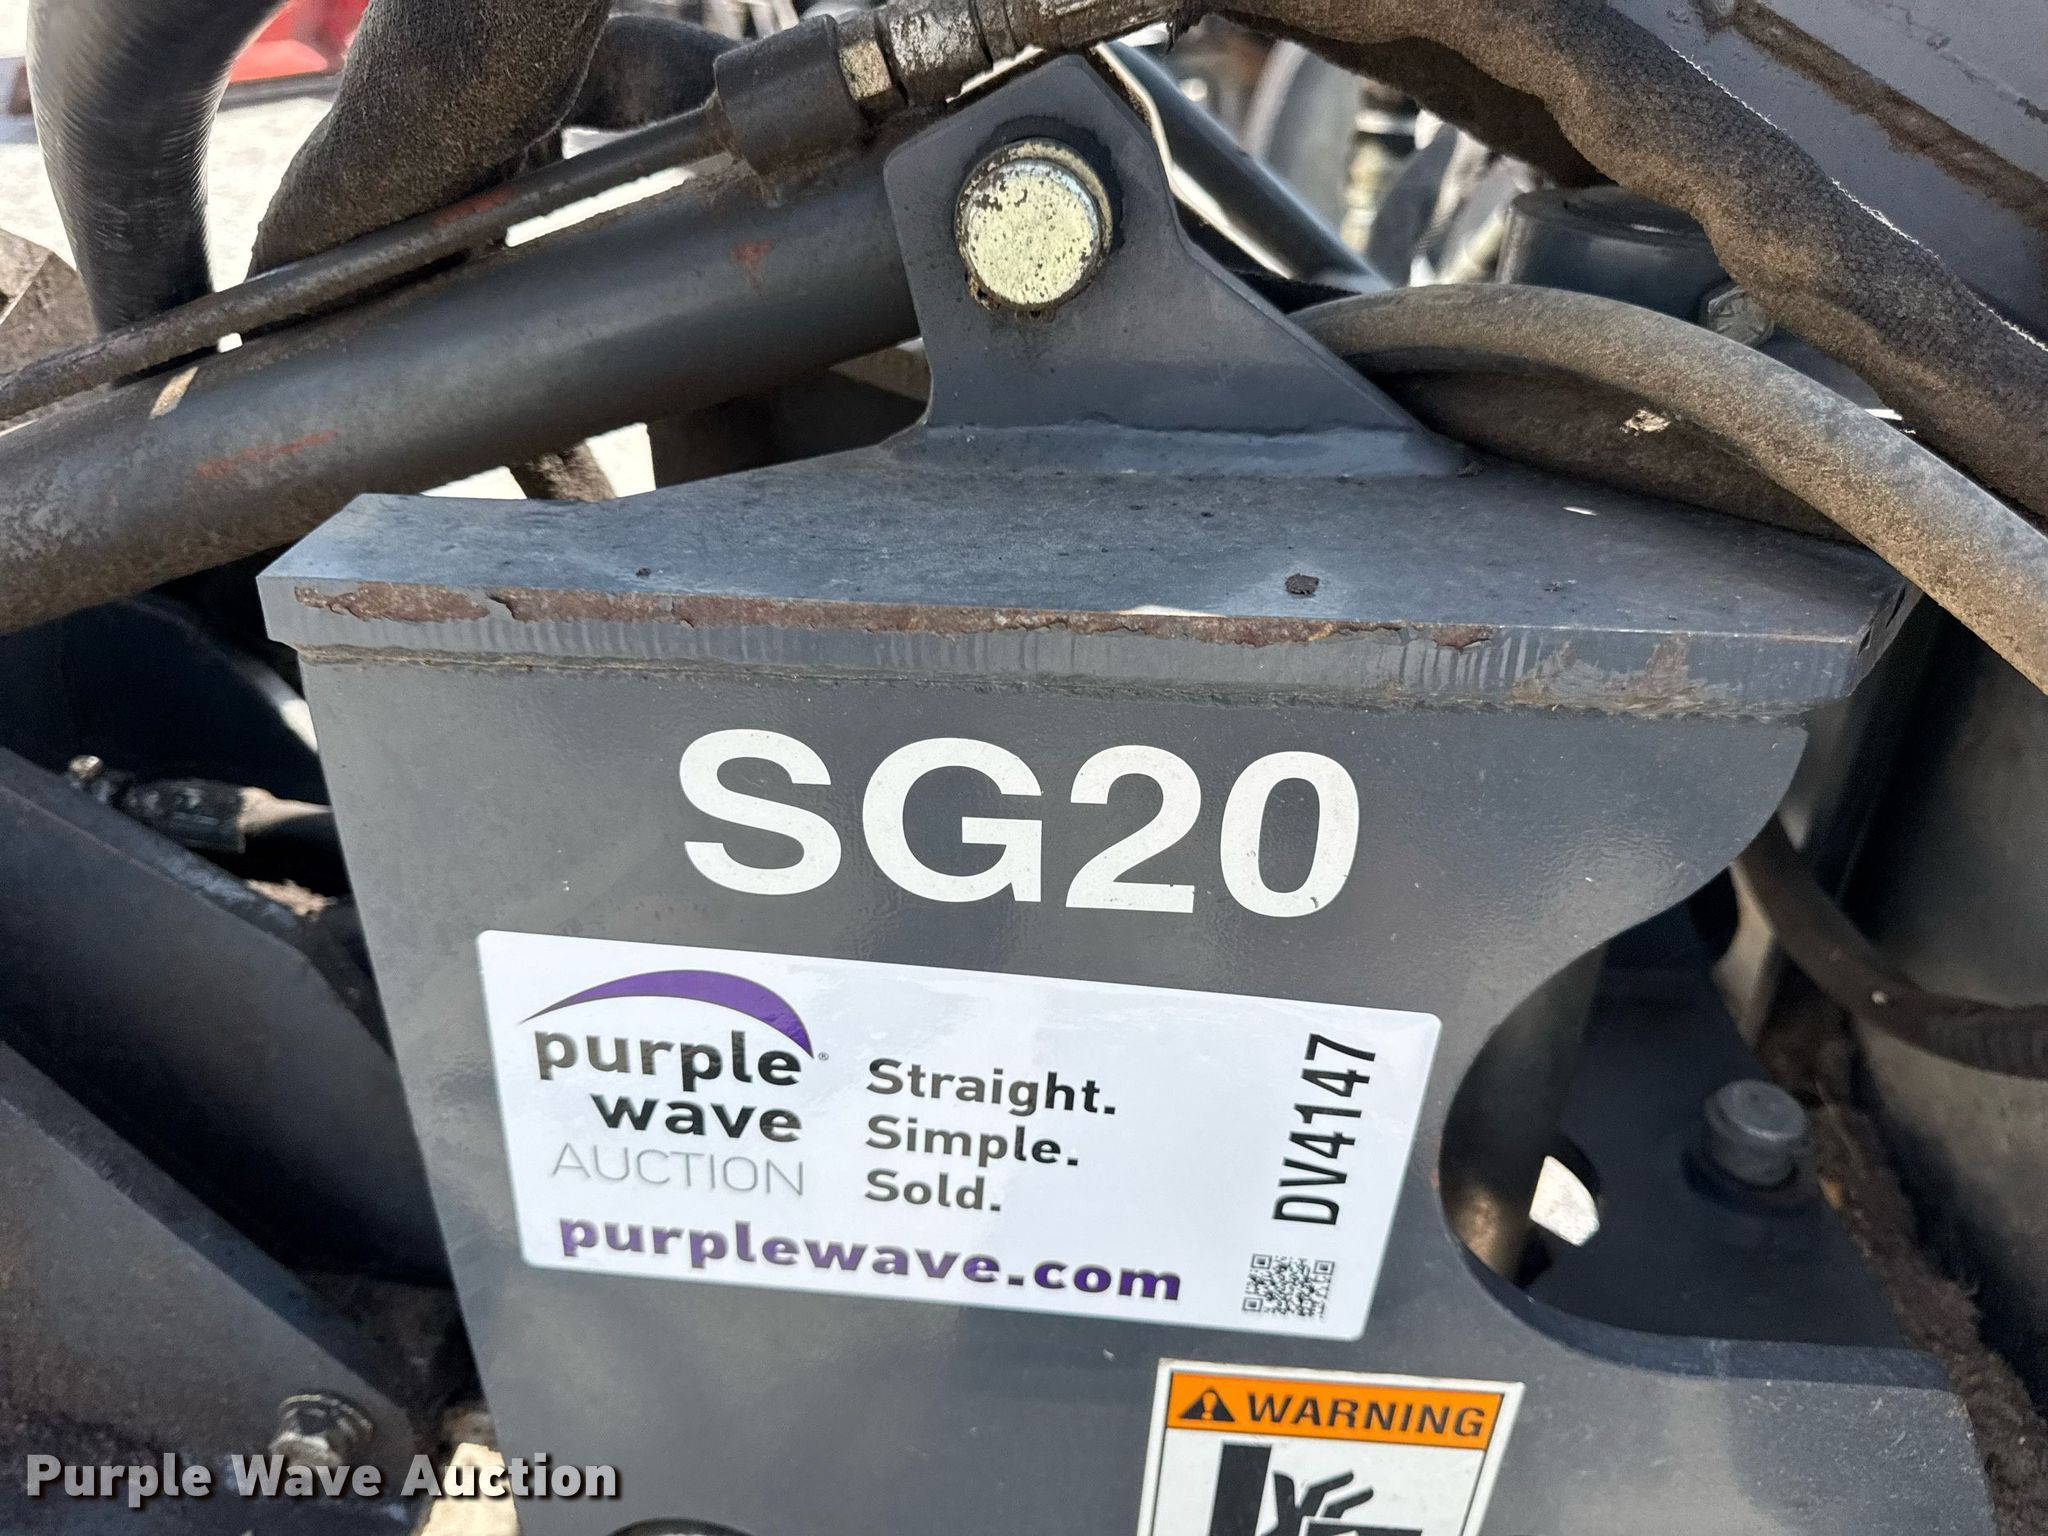 SG20
purple
wave
AUCTION
Straight.
Simple.
Sold.
purplewave.com
DV4147
WARNING
Purple Wave Auction